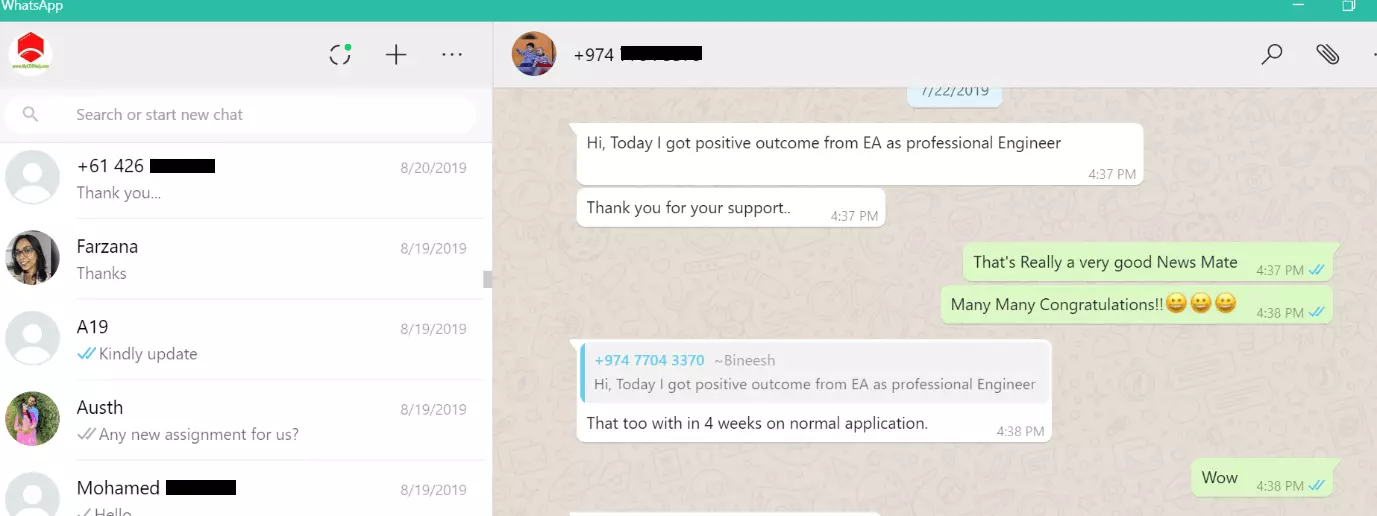 WhatsApp
Search or start new chat
+61 426
8/20/2019
Thank you...
Farzana
8/19/2019
Thanks
A19
8/19/2019
Kindly update
Austh
8/19/2019
Any new assignment for us?
Mohamed
8/19/2019
Hello
+974
7/22/2019
Hi, Today I got positive outcome from EA as professional Engineer
4:37 PM
Thank you for your support..
4:37 PM
That's Really a very good News Mate
4:37 PM
Many Many Congratulations!!😀😀😀
4:38 PM
+974 7704 3370 ~Bineesh
Hi, Today I got positive outcome from EA as professional Engineer
That too with in 4 weeks on normal application.
4:38 PM
Wow
4:38 PM